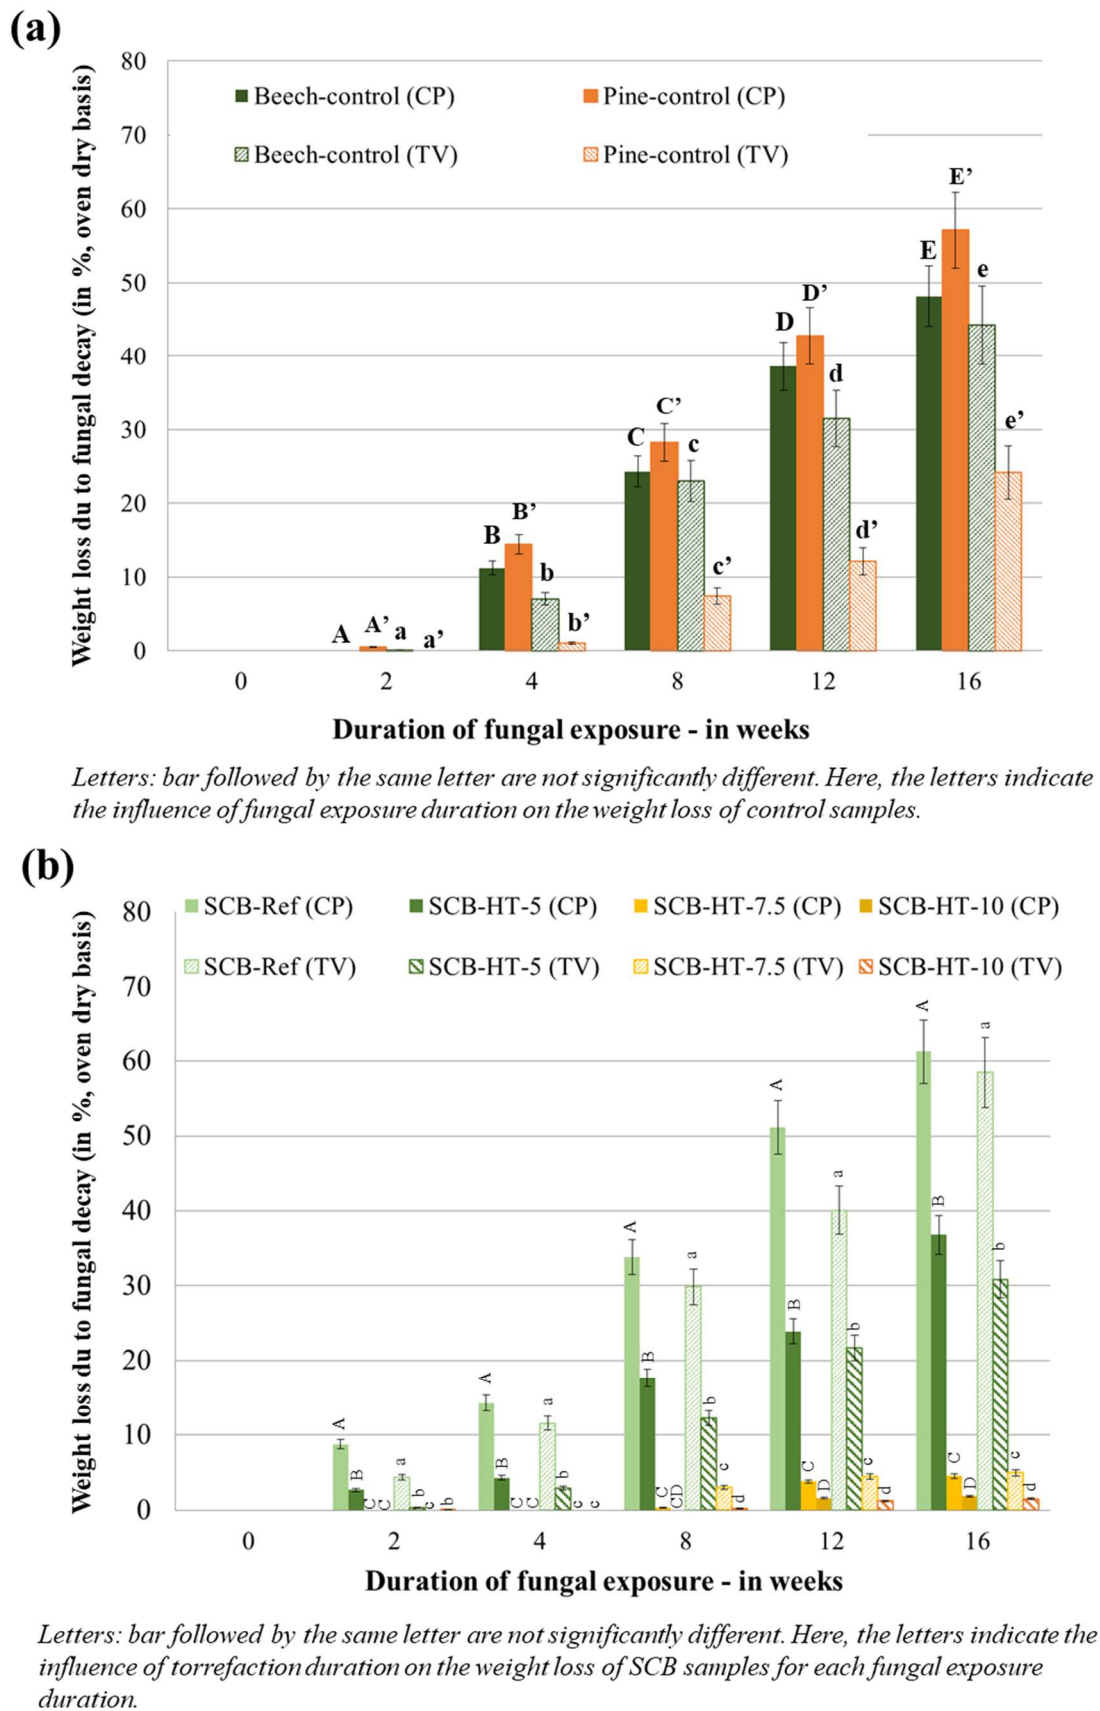 (a)
Weight loss du to fungal decay (in %, oven dry basis)
80
70
60
50
40
30
20
10
0
Beech-control (CP) Pine-control (CP)
Beech-control (TV) Pine-control (TV)
A A’ a a’
B B’ b b’
C C’ c c’
D D’ d d’
E E’ e e’
0 2 4 8 12 16
Duration of fungal exposure - in weeks
Letters: bar followed by the same letter are not significantly different. Here, the letters indicate
the influence of fungal exposure duration on the weight loss of control samples.
(b)
Weight loss du to fungal decay (in %, oven dry basis)
80
70
60
50
40
30
20
10
0
SCB-Ref (CP) SCB-HT-5 (CP) SCB-HT-7.5 (CP) SCB-HT-10 (CP)
SCB-Ref (TV) SCB-HT-5 (TV) SCB-HT-7.5 (TV) SCB-HT-10 (TV)
A B C C a b c b
A B C C a b c c
A B C CD a b c d
A B C D a b c d
A B C D a b c d
0 2 4 8 12 16
Duration of fungal exposure - in weeks
Letters: bar followed by the same letter are not significantly different. Here, the letters indicate the
influence of torrefaction duration on the weight loss of SCB samples for each fungal exposure
duration.